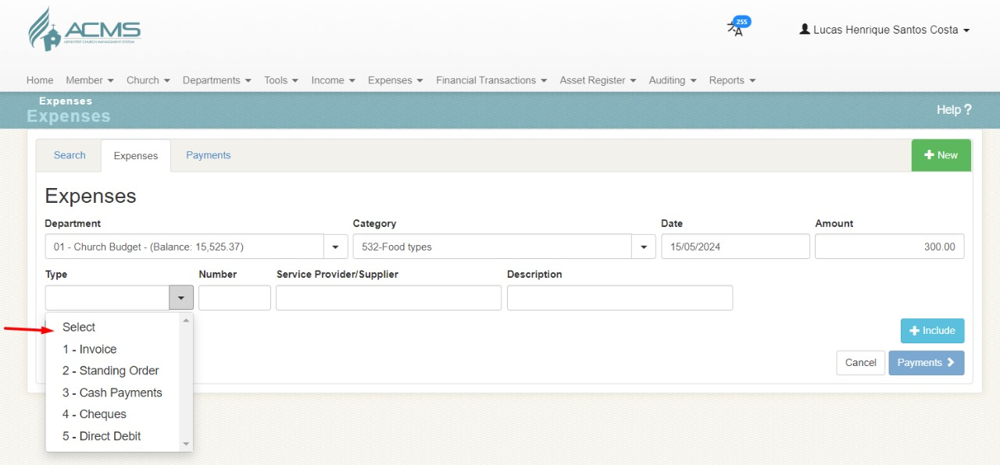 ACMS
ADVENTIST CHURCH MANAGEMENT SYSTEM
255
Lucas Henrique Santos Costa
Home Member Church Departments Tools Income Expenses Financial Transactions Asset Register Auditing Reports
Expenses
Expenses
Help ?
Search Expenses Payments
New
Expenses
Department Category Date Amount
01 - Church Budget - (Balance: 15,525.37) 532-Food types 15/05/2024 300.00
Type Number Service Provider/Supplier Description
Select
1 - Invoice
2 - Standing Order
3 - Cash Payments
4 - Cheques
5 - Direct Debit
Include
Cancel Payments